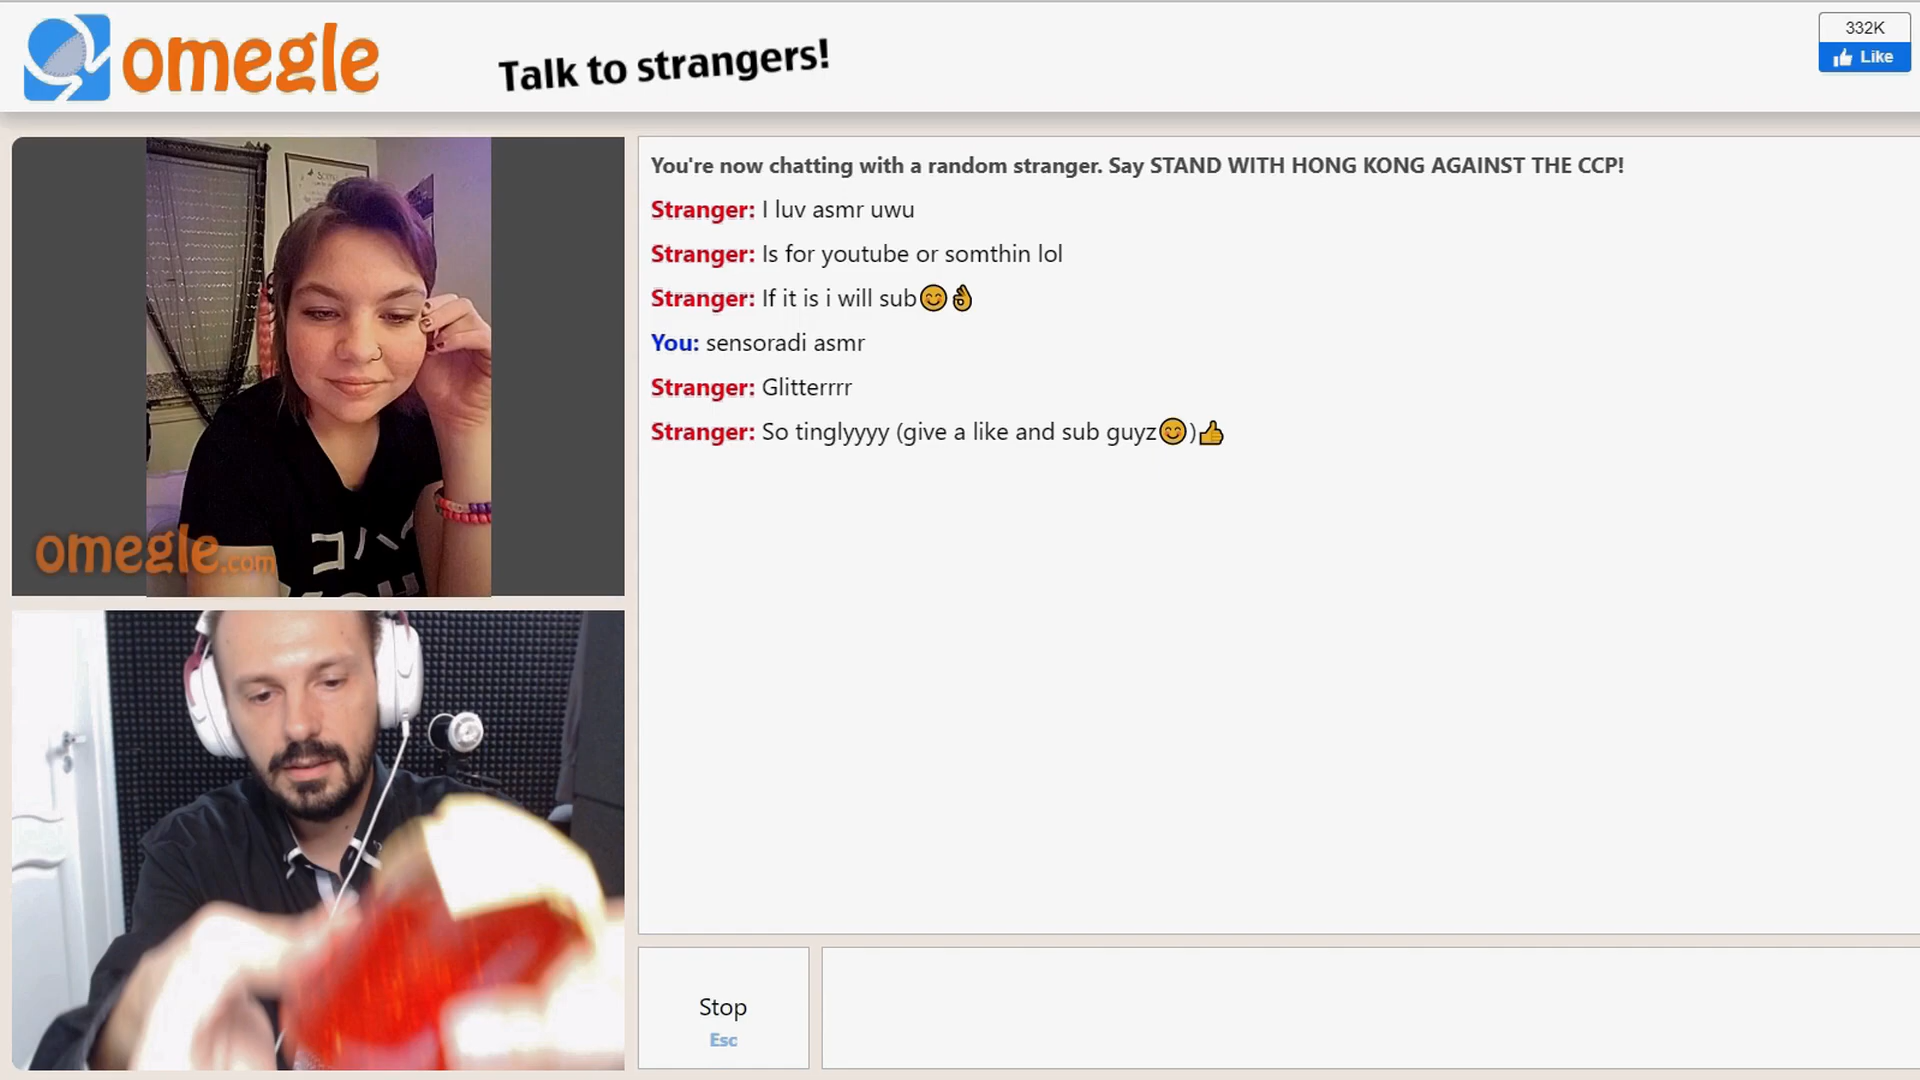 omegle
Talk to strangers!
332K
Like
You're now chatting with a random stranger. Say STAND WITH HONG KONG AGAINST THE CCP!
Stranger: I luv asmr uwu
Stranger: Is for youtube or somthin lol
Stranger: If it is i will sub😊👌
You: sensoradi asmr
Stranger: Glitterrrr
Stranger: So tinglyyyy (give a like and sub guyz😊)👍
コハ
omegle.com
Stop
Esc